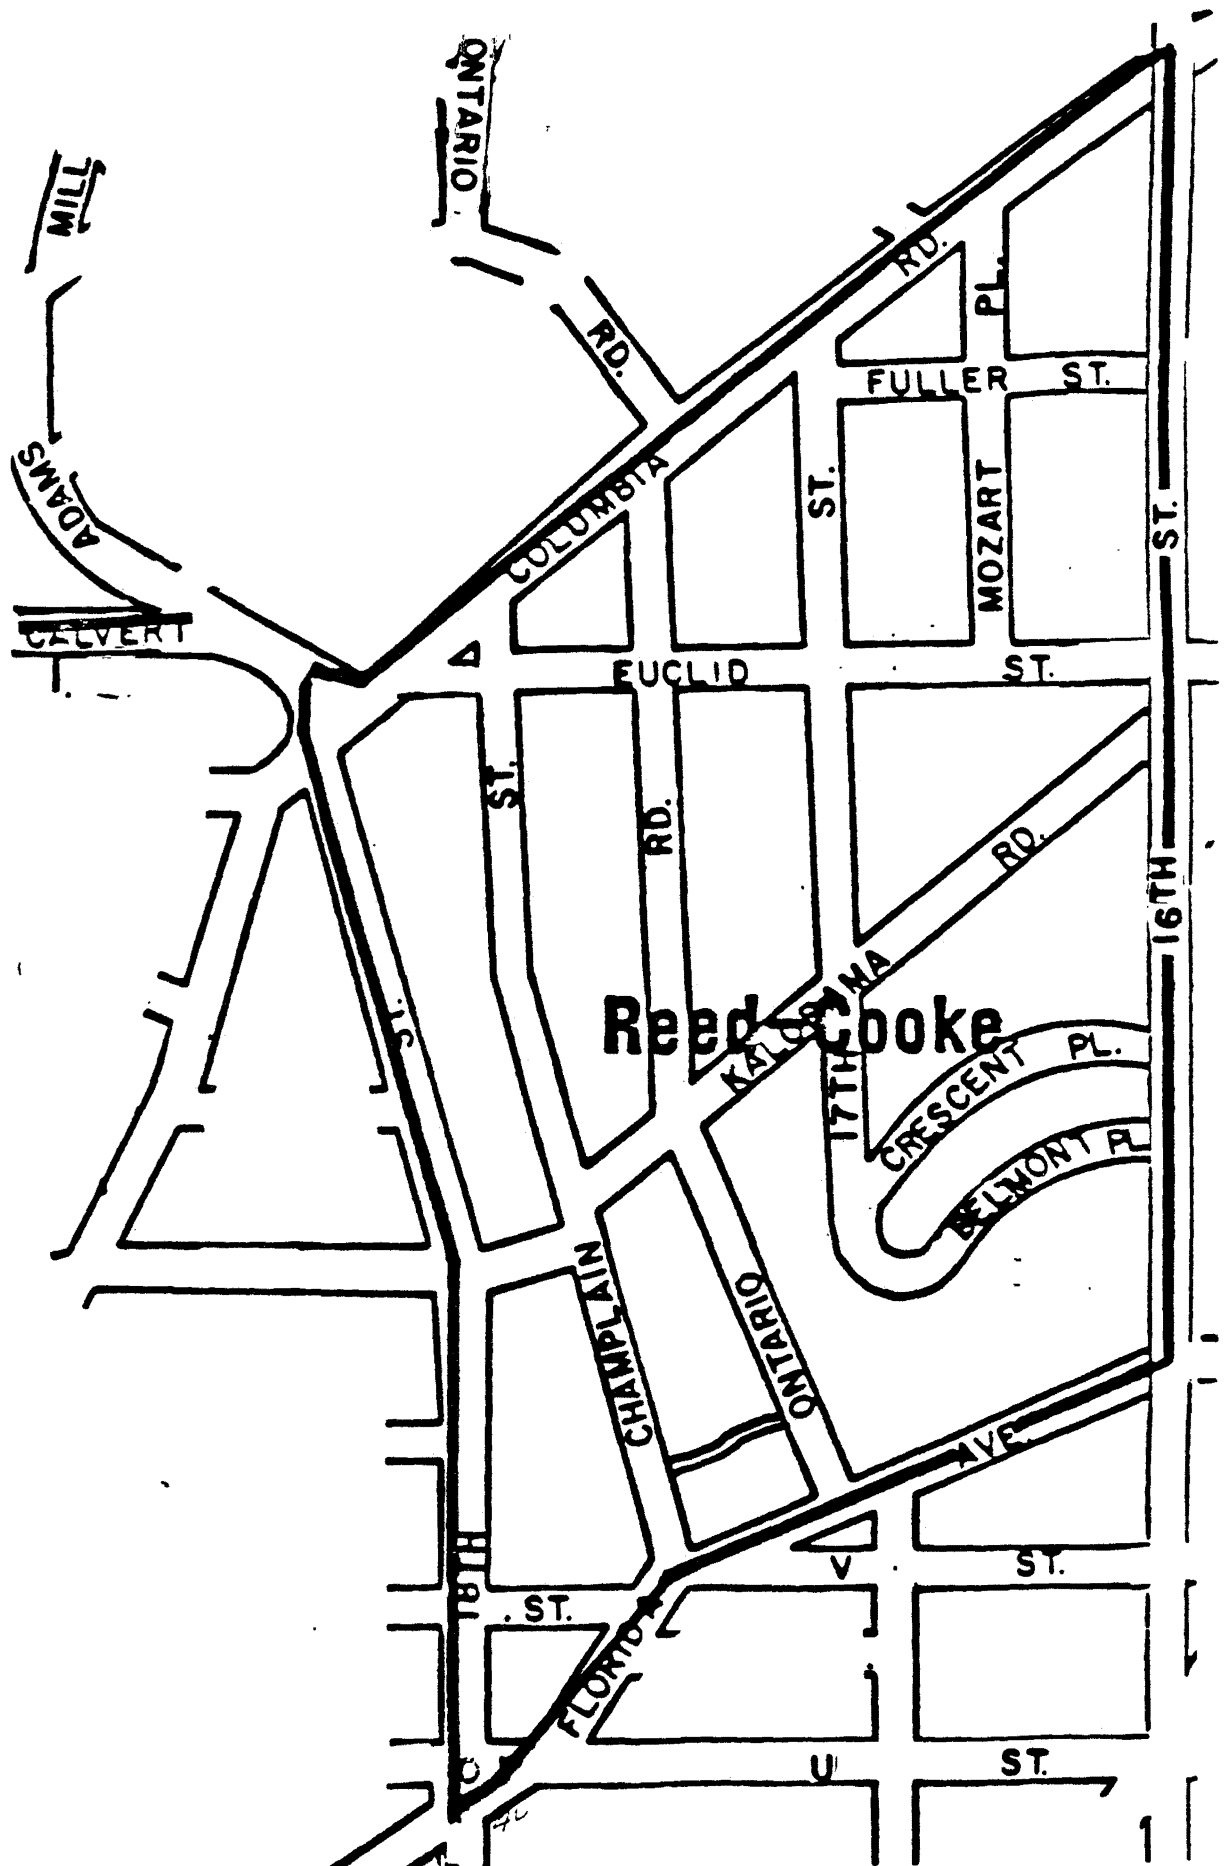 ONTARIO
MILL
RD.
PL.
RD.
FULLER ST.
ADAMS
COLUMBIA
ST.
MOZART
ST.
CALVERT
EUCLID
ST.
ST.
RD.
RD.
16TH
ST.
Reed-Cooke
KALORAMA
17TH
CRESCENT PL.
BELMONT PL.
CHAMPLAIN
ONTARIO
AVE.
18TH
ST.
V ST.
FLORIDA
U ST.
1